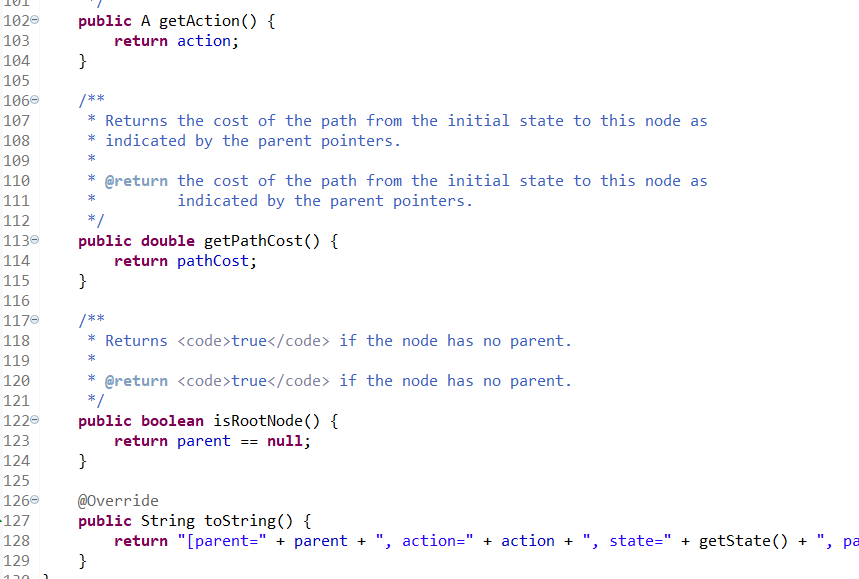 101 */
102 public A getAction() {
103 return action;
104 }
105
106 /**
107 * Returns the cost of the path from the initial state to this node as
108 * indicated by the parent pointers.
109 *
110 * @return the cost of the path from the initial state to this node as
111 * indicated by the parent pointers.
112 */
113 public double getPathCost() {
114 return pathCost;
115 }
116
117 /**
118 * Returns <code>true</code> if the node has no parent.
119 *
120 * @return <code>true</code> if the node has no parent.
121 */
122 public boolean isRootNode() {
123 return parent == null;
124 }
125
126 @Override
127 public String toString() {
128 return "[parent=" + parent + ", action=" + action + ", state=" + getState() + ", pa
129 }
130 }